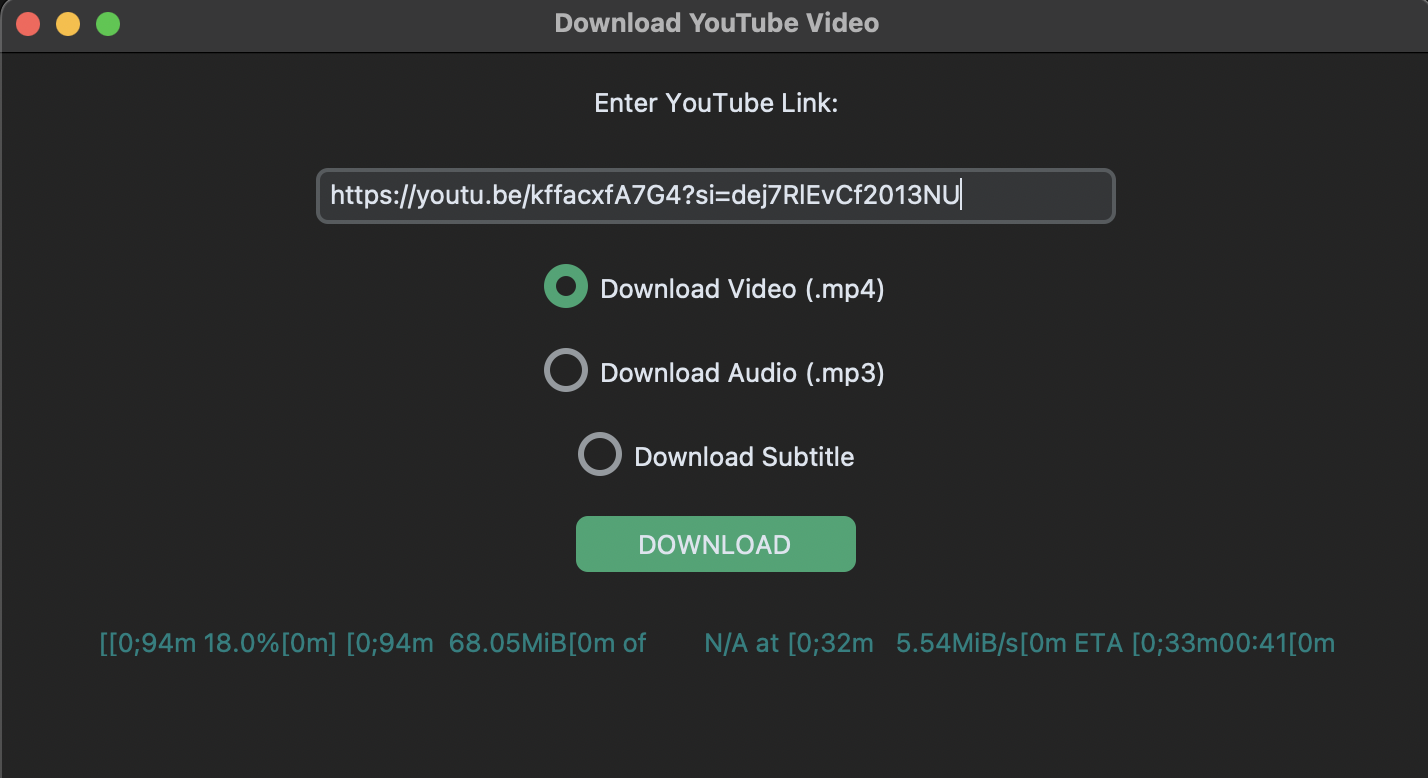 Download YouTube Video
Enter YouTube Link:
https://youtu.be/kffacxfA7G4?si=dej7RlEvCf2013NU
Download Video (.mp4)
Download Audio (.mp3)
Download Subtitle
DOWNLOAD
[[0;94m 18.0%[0m] [0;94m 68.05MiB[0m of N/A at [0;32m 5.54MiB/s[0m ETA [0;33m00:41[0m